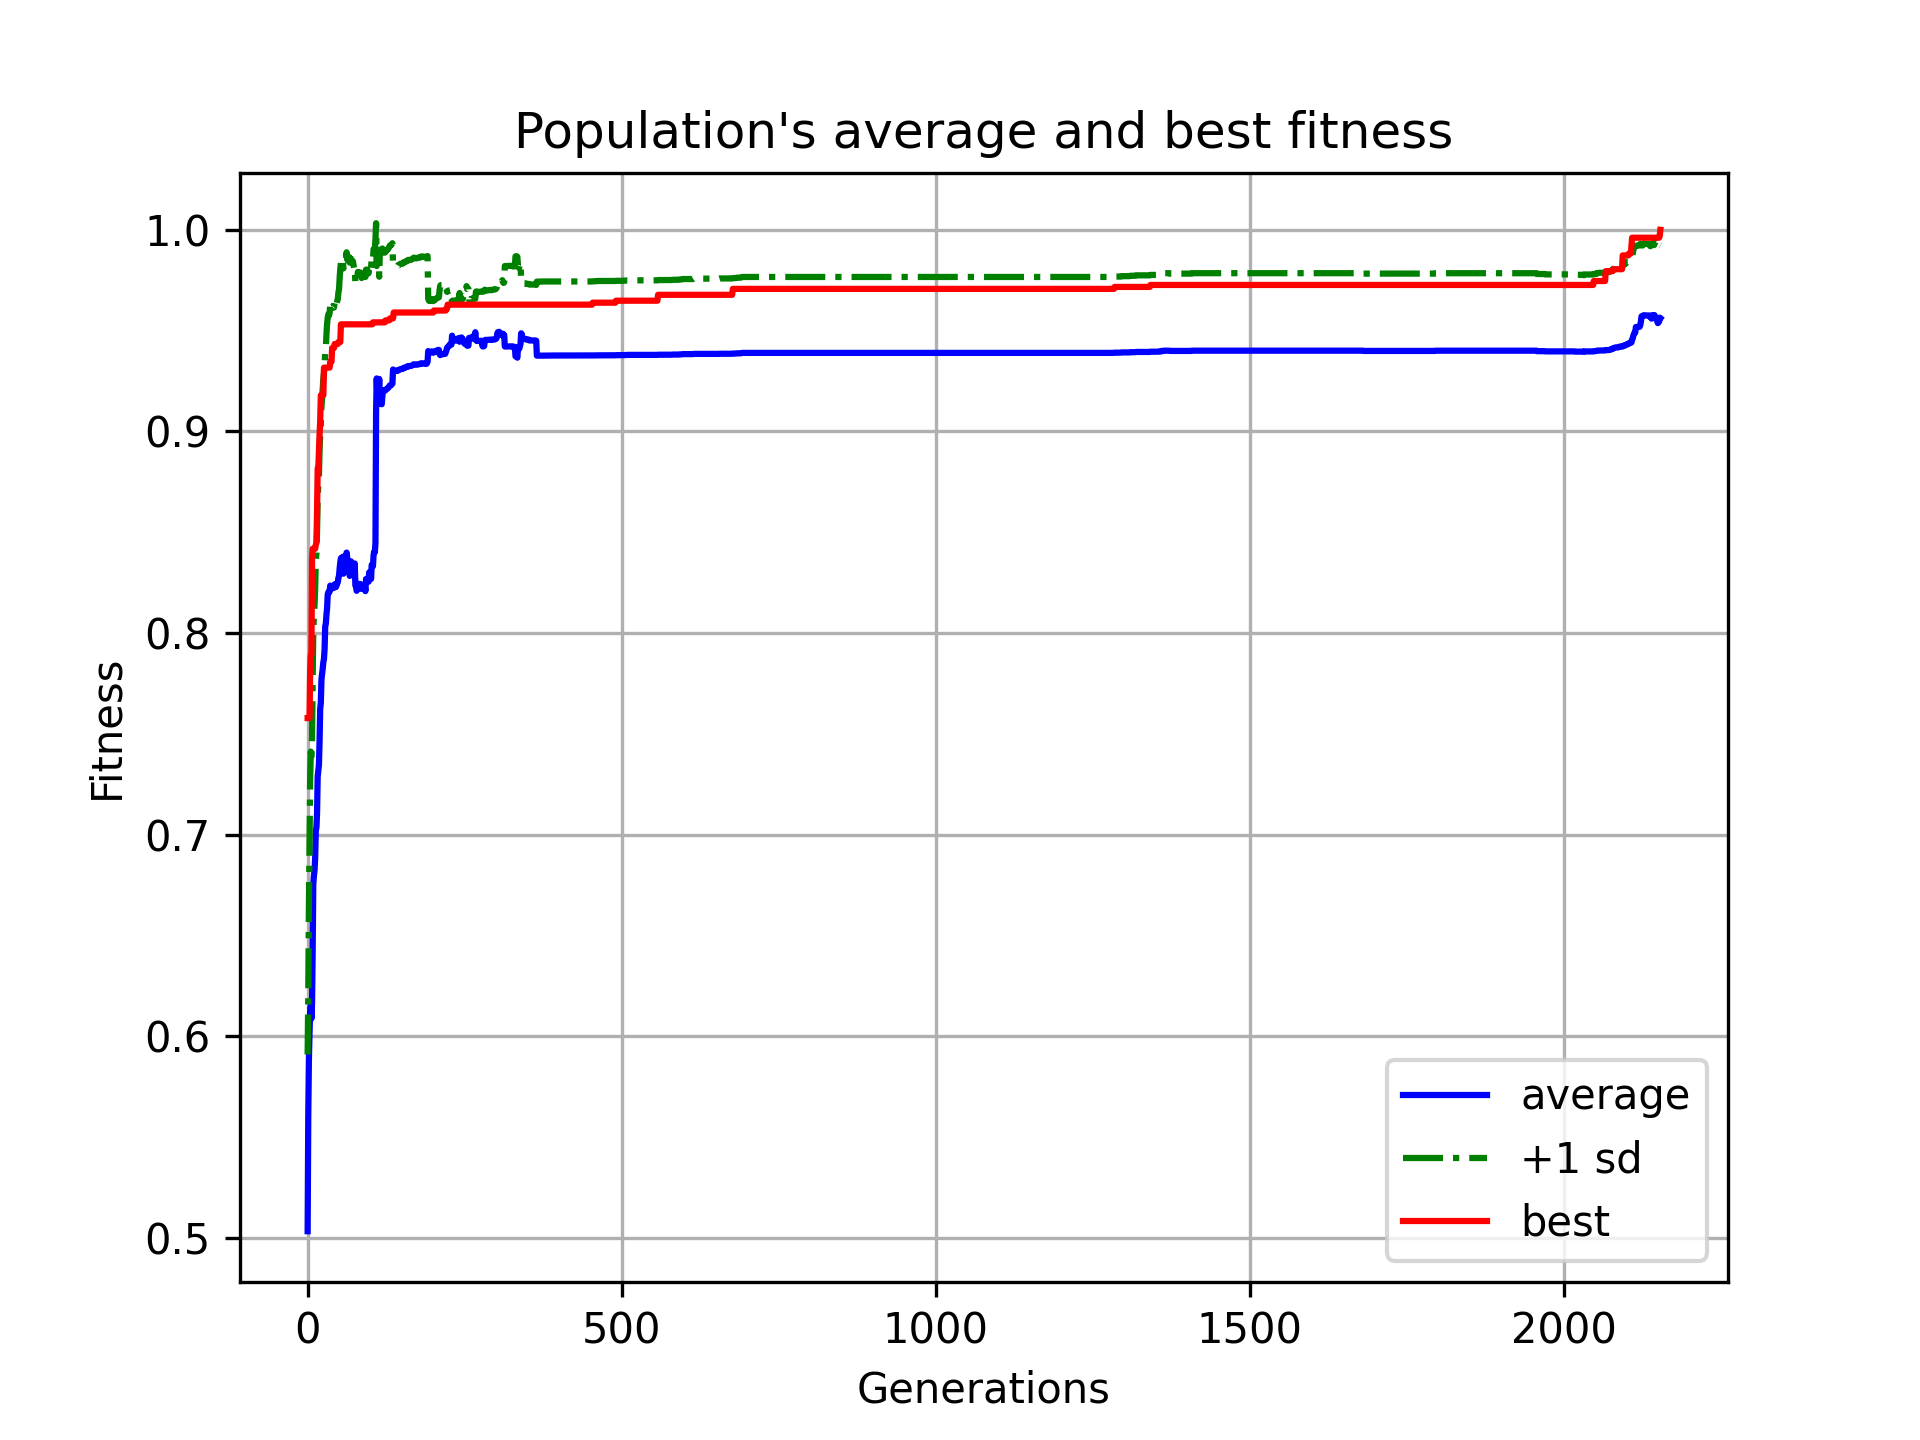 Population's average and best fitness
1.0
0.9
0.8
0.7
0.6
0.5
Fitness
0 500 1000 1500 2000
Generations
average
+1 sd
best